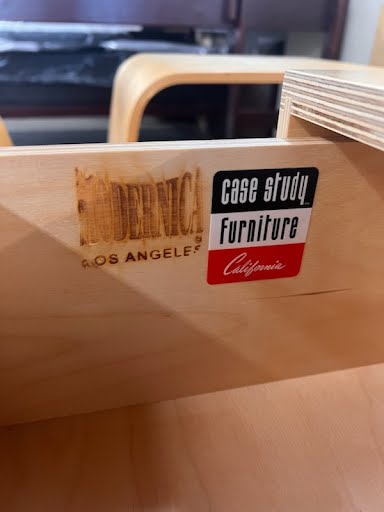 MODERNICA
LOS ANGELES
case study
furniture
California